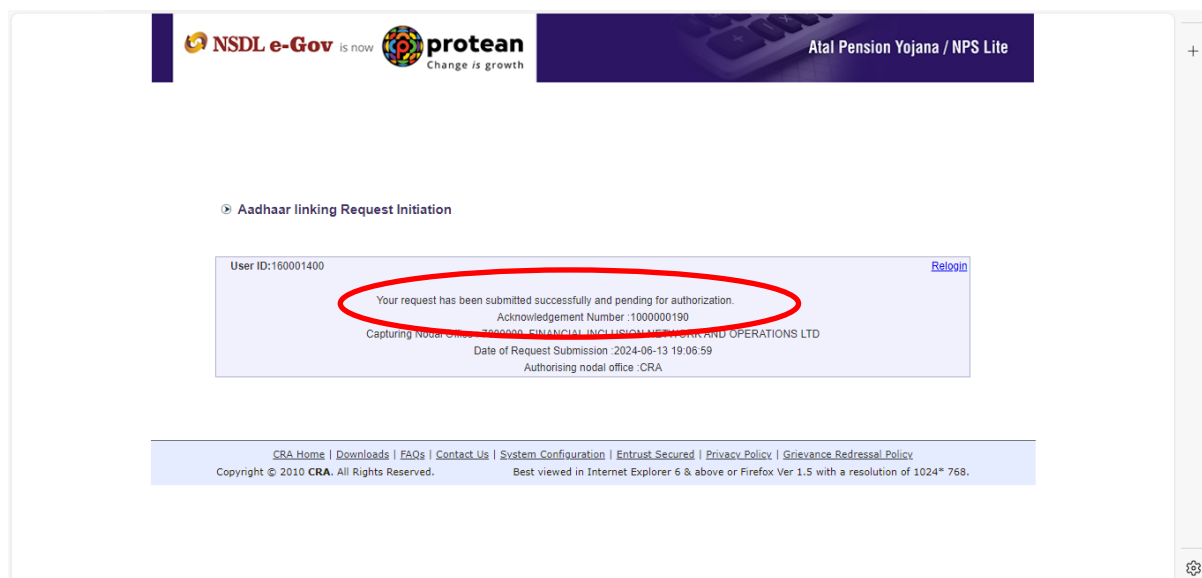 NSDL e-Gov is now protean
Change is growth
Atal Pension Yojana / NPS Lite
Aadhaar linking Request Initiation
User ID:160001400 Relogin
Your request has been submitted successfully and pending for authorization.
Acknowledgement Number :1000000190
Capturing Nodal FINANCIAL INCLUSION NETWORK AND OPERATIONS LTD
Date of Request Submission :2024-06-13 19:06:59
Authorising nodal office :CRA
CRA Home | Downloads | FAQs | Contact Us | System Configuration | Entrust Secured | Privacy Policy | Grievance Redressal Policy
Copyright © 2010 CRA. All Rights Reserved. Best viewed in Internet Explorer 6 & above or Firefox Ver 1.5 with a resolution of 1024* 768.